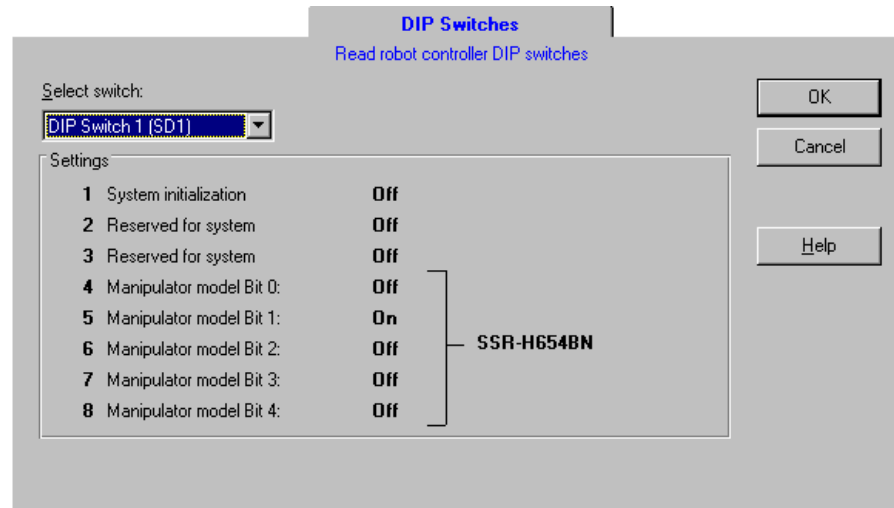 DIP Switches
Read robot controller DIP switches
Select switch:
DIP Switch 1 (SD1)
OK
Cancel
Help
Settings
1 System initialization Off
2 Reserved for system Off
3 Reserved for system Off
4 Manipulator model Bit 0: Off
5 Manipulator model Bit 1: On
6 Manipulator model Bit 2: Off
7 Manipulator model Bit 3: Off
8 Manipulator model Bit 4: Off
SSR-H654BN